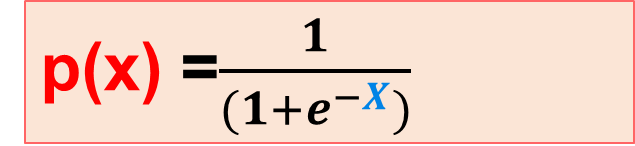 p(x) = 1/(1+e^{-X})